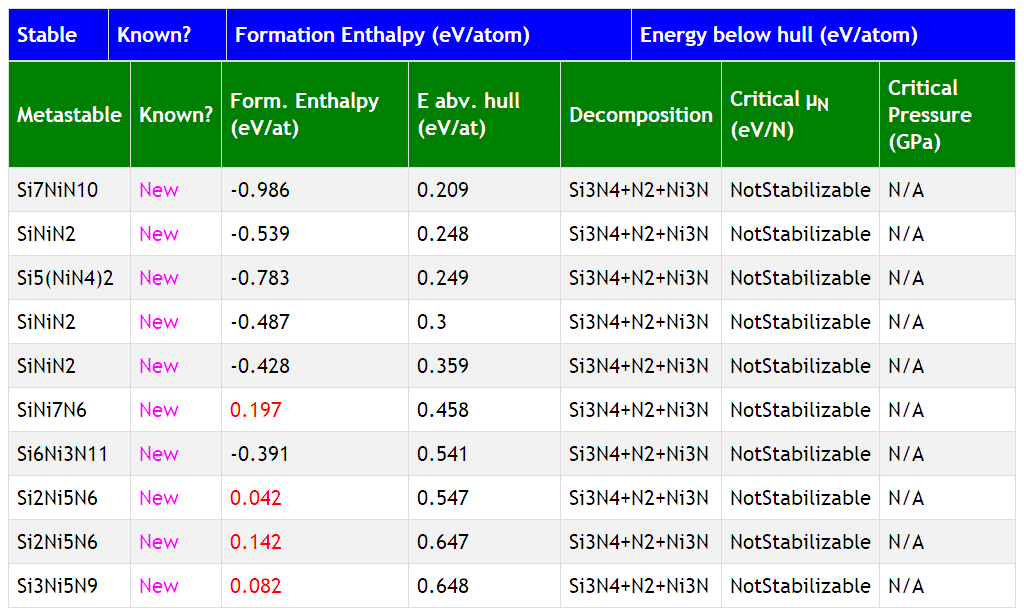 Stable Known? Formation Enthalpy (eV/atom) Energy below hull (eV/atom)
Metastable Known? Form. Enthalpy (eV/at) E abv. hull (eV/at) Decomposition Critical μN (eV/N) Critical Pressure (GPa)
Si7NiN10 New -0.986 0.209 Si3N4+N2+Ni3N NotStabilizable N/A
SiNiN2 New -0.539 0.248 Si3N4+N2+Ni3N NotStabilizable N/A
Si5(NiN4)2 New -0.783 0.249 Si3N4+N2+Ni3N NotStabilizable N/A
SiNiN2 New -0.487 0.3 Si3N4+N2+Ni3N NotStabilizable N/A
SiNiN2 New -0.428 0.359 Si3N4+N2+Ni3N NotStabilizable N/A
SiNi7N6 New 0.197 0.458 Si3N4+N2+Ni3N NotStabilizable N/A
Si6Ni3N11 New -0.391 0.541 Si3N4+N2+Ni3N NotStabilizable N/A
Si2Ni5N6 New 0.042 0.547 Si3N4+N2+Ni3N NotStabilizable N/A
Si2Ni5N6 New 0.142 0.647 Si3N4+N2+Ni3N NotStabilizable N/A
Si3Ni5N9 New 0.082 0.648 Si3N4+N2+Ni3N NotStabilizable N/A